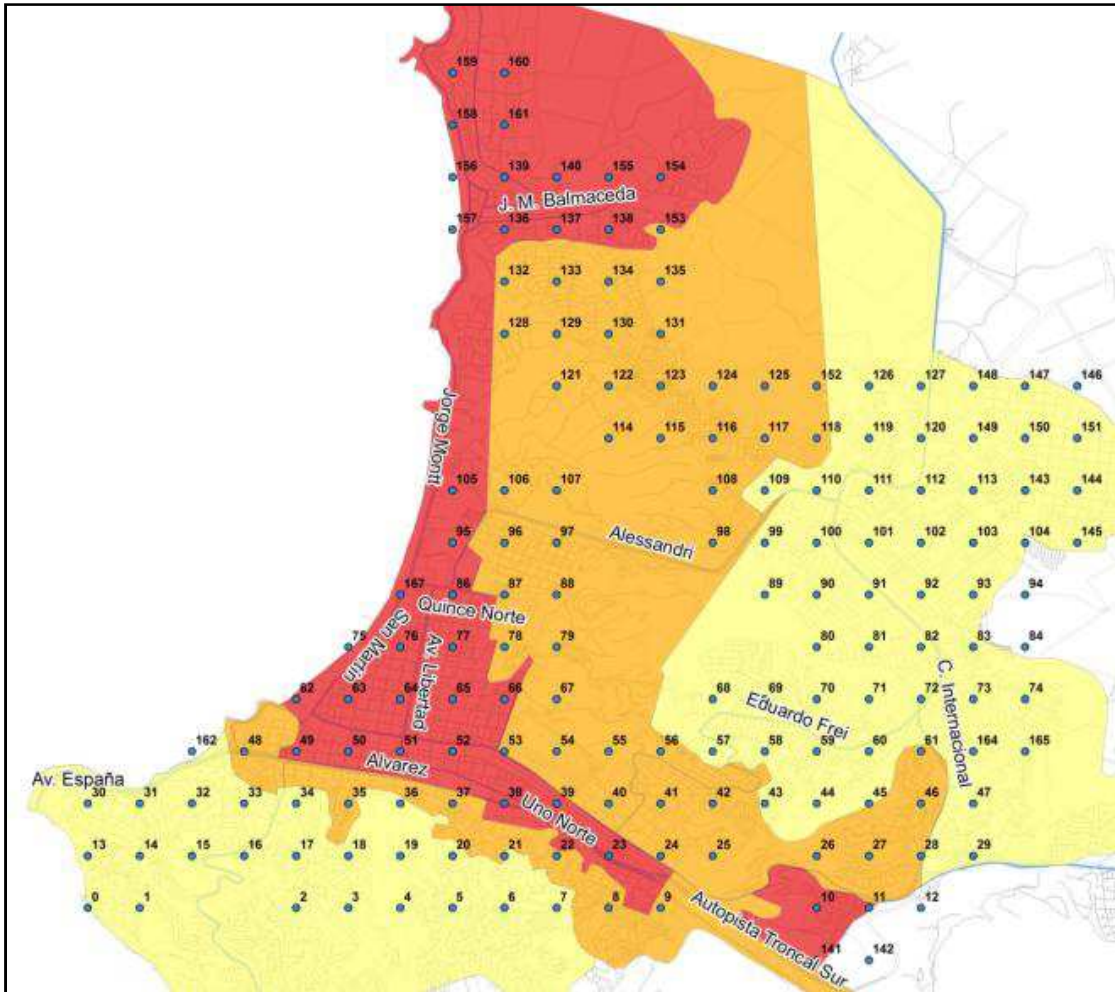 159 160
158 161
156 139 140 155 154
J. M. Balmaceda
157 136 137 138 153
132 133 134 135
128 129 130 131
121 122 123 124 125 152 126 127 148 147 146
Jorge Montt
114 115 116 117 118 119 120 149 150 151
105 106 107 108 109 110 111 112 113 143 144
95 96 97 Alessandri 98 99 100 101 102 103 104 145
167 86 87 88 89 90 91 92 93 94
Quince Norte
San Martín
Av. Libertad
75 76 77 78 79 80 81 82 83 84
C. Internacional
62 63 64 65 66 67 68 69 70 71 72 73 74
Eduardo Frei
162 48 49 50 51 52 53 54 55 56 57 58 59 60 61 164 165
Alvarez
Av. España
30 31 32 33 34 35 36 37 38 39 40 41 42 43 44 45 46 47
Uno Norte
13 14 15 16 17 18 19 20 21 22 23 24 25 26 27 28 29
0 1 2 3 4 5 6 7 8 9 10 11 12
Autopista Troncal Sur
141 142